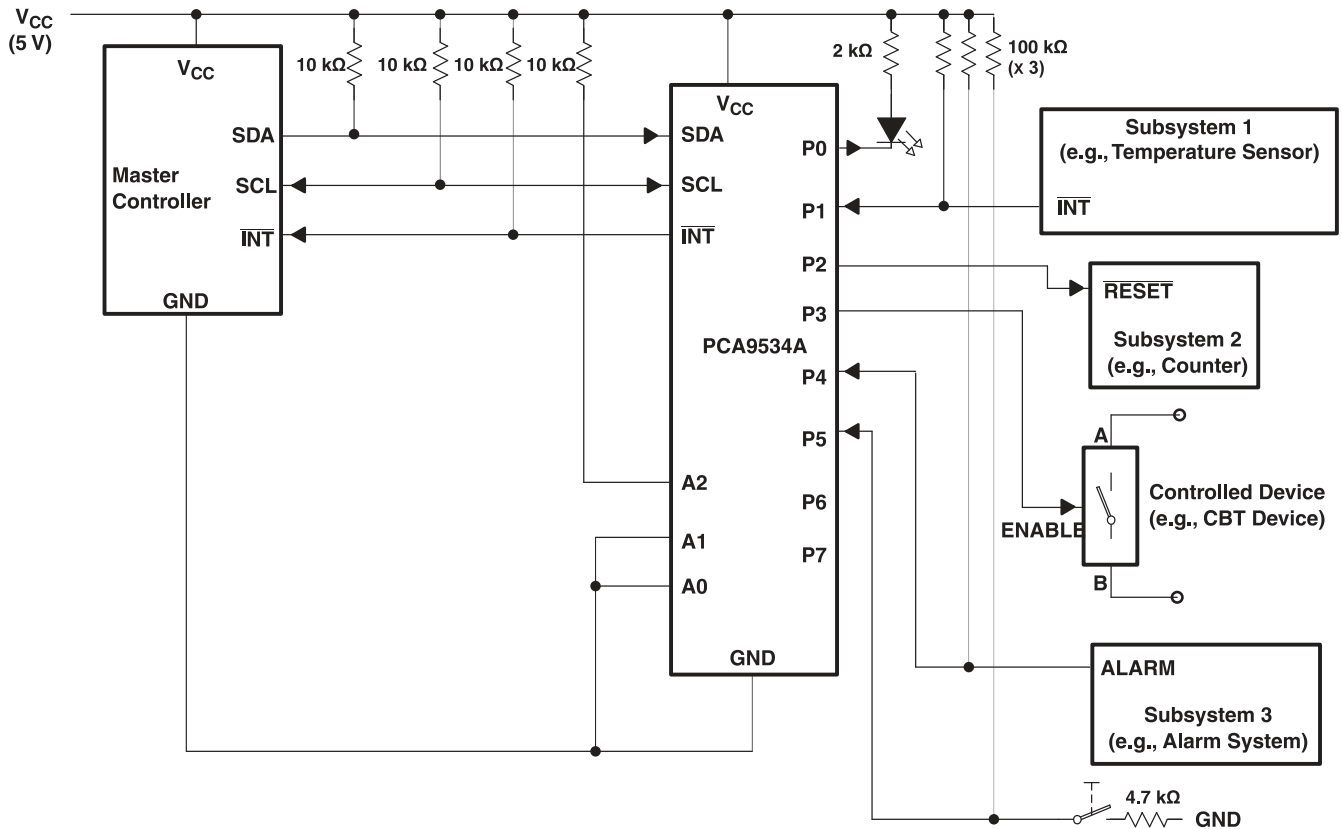 VCC
(5 V)
VCC
SDA
Master
Controller
SCL
INT
GND
10 kΩ
10 kΩ
10 kΩ
10 kΩ
VCC
SDA
SCL
INT
PCA9534A
A2
A1
A0
GND
P0
P1
P2
P3
P4
P5
P6
P7
2 kΩ
100 kΩ
(x 3)
Subsystem 1
(e.g., Temperature Sensor)
INT
RESET
Subsystem 2
(e.g., Counter)
A
ENABLE
B
Controlled Device
(e.g., CBT Device)
ALARM
Subsystem 3
(e.g., Alarm System)
4.7 kΩ
GND